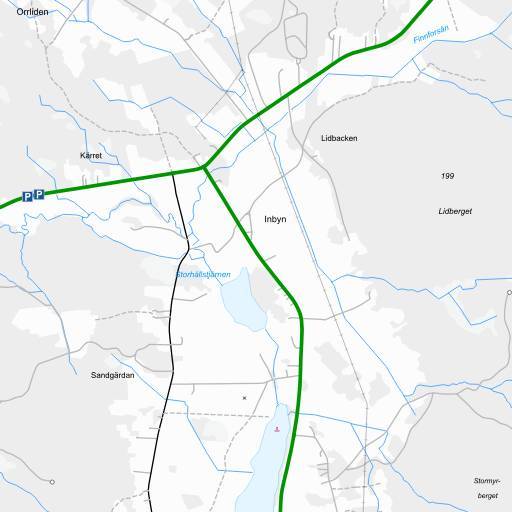 Orrliden
Finnforsån
Lidbacken
Kärret
199
P P
Lidberget
Inbyn
Storhällstjärnen
Sandgärdan
Stormyr-
berget